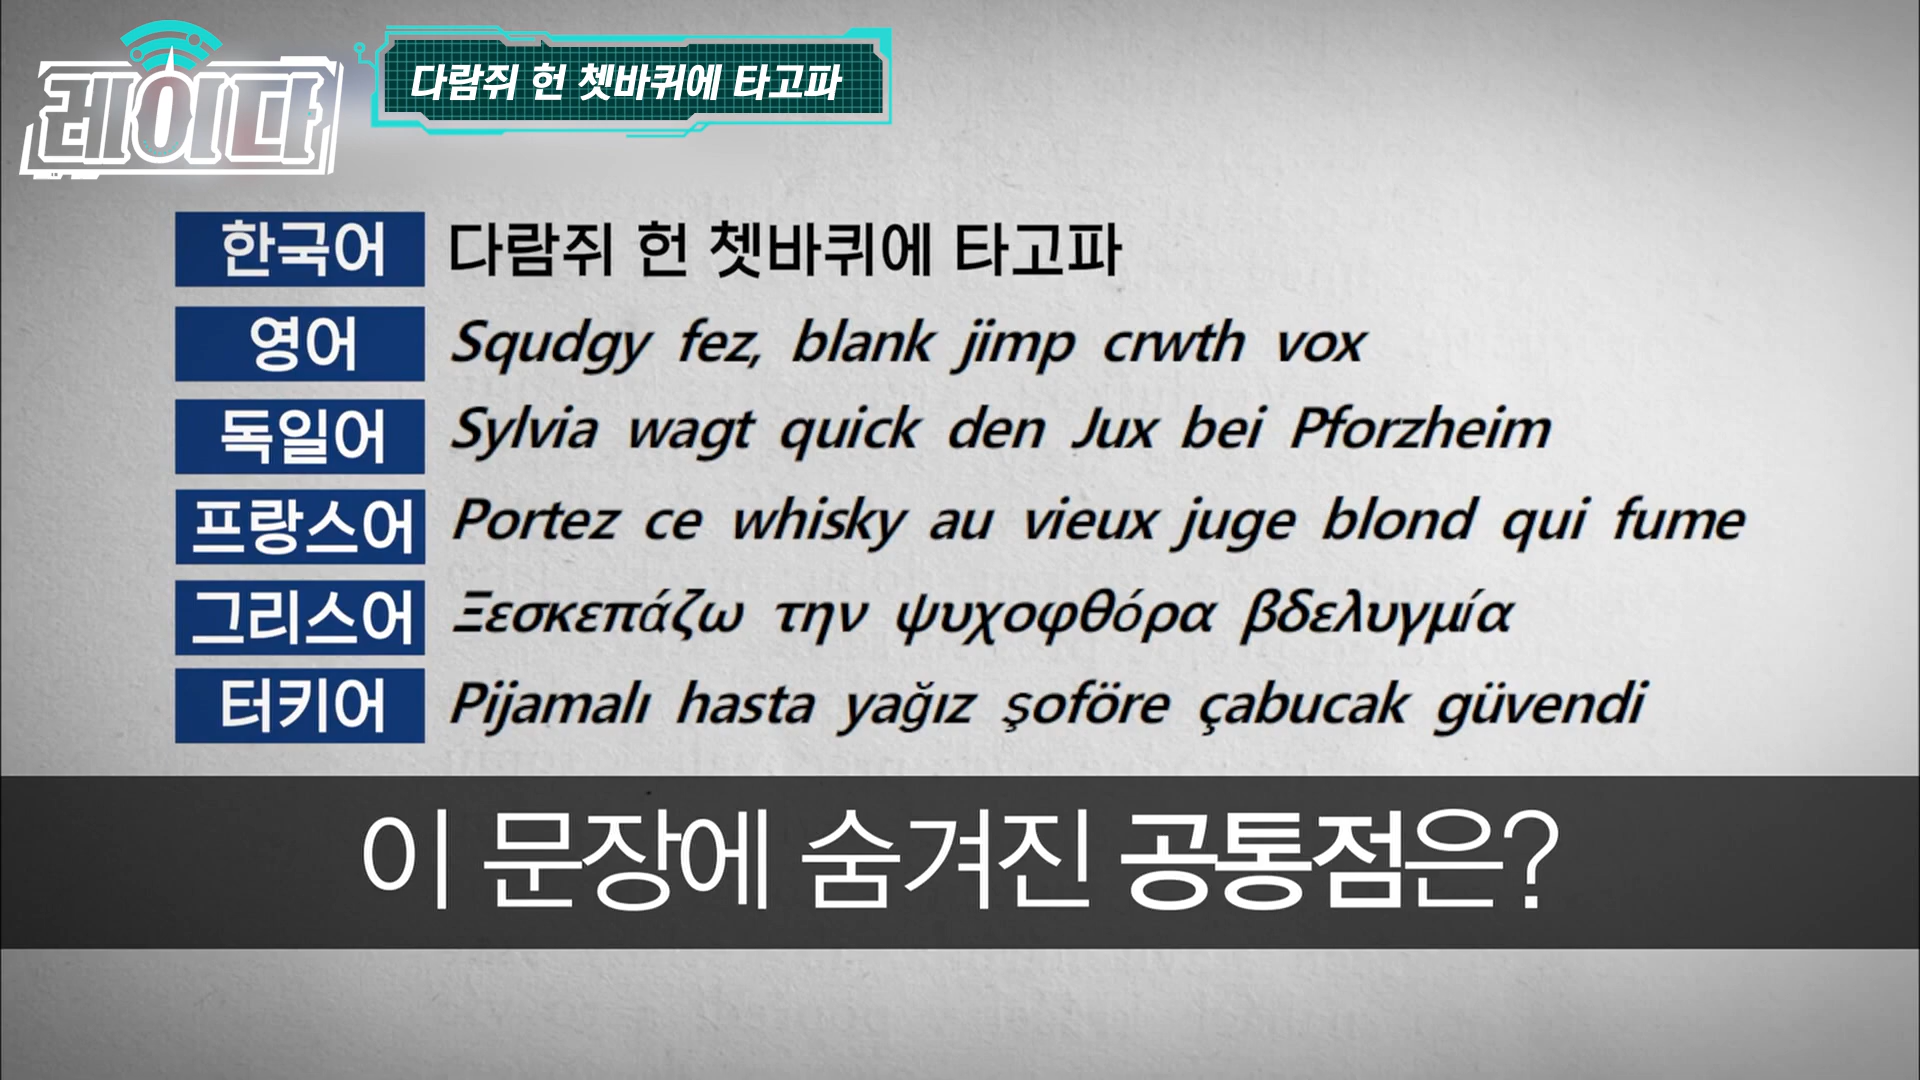 레이다
다람쥐 헌 쳇바퀴에 타고파
한국어 다람쥐 헌 쳇바퀴에 타고파
영어 Squdgy fez, blank jimp crwth vox
독일어 Sylvia wagt quick den Jux bei Pforzheim
프랑스어 Portez ce whisky au vieux juge blond qui fume
그리스어 Ξεσκεπάζω την ψυχοφθόρα βδελυγμία
터키어 Pijamalı hasta yağız şoföre çabucak güvendi
이 문장에 숨겨진 공통점은?